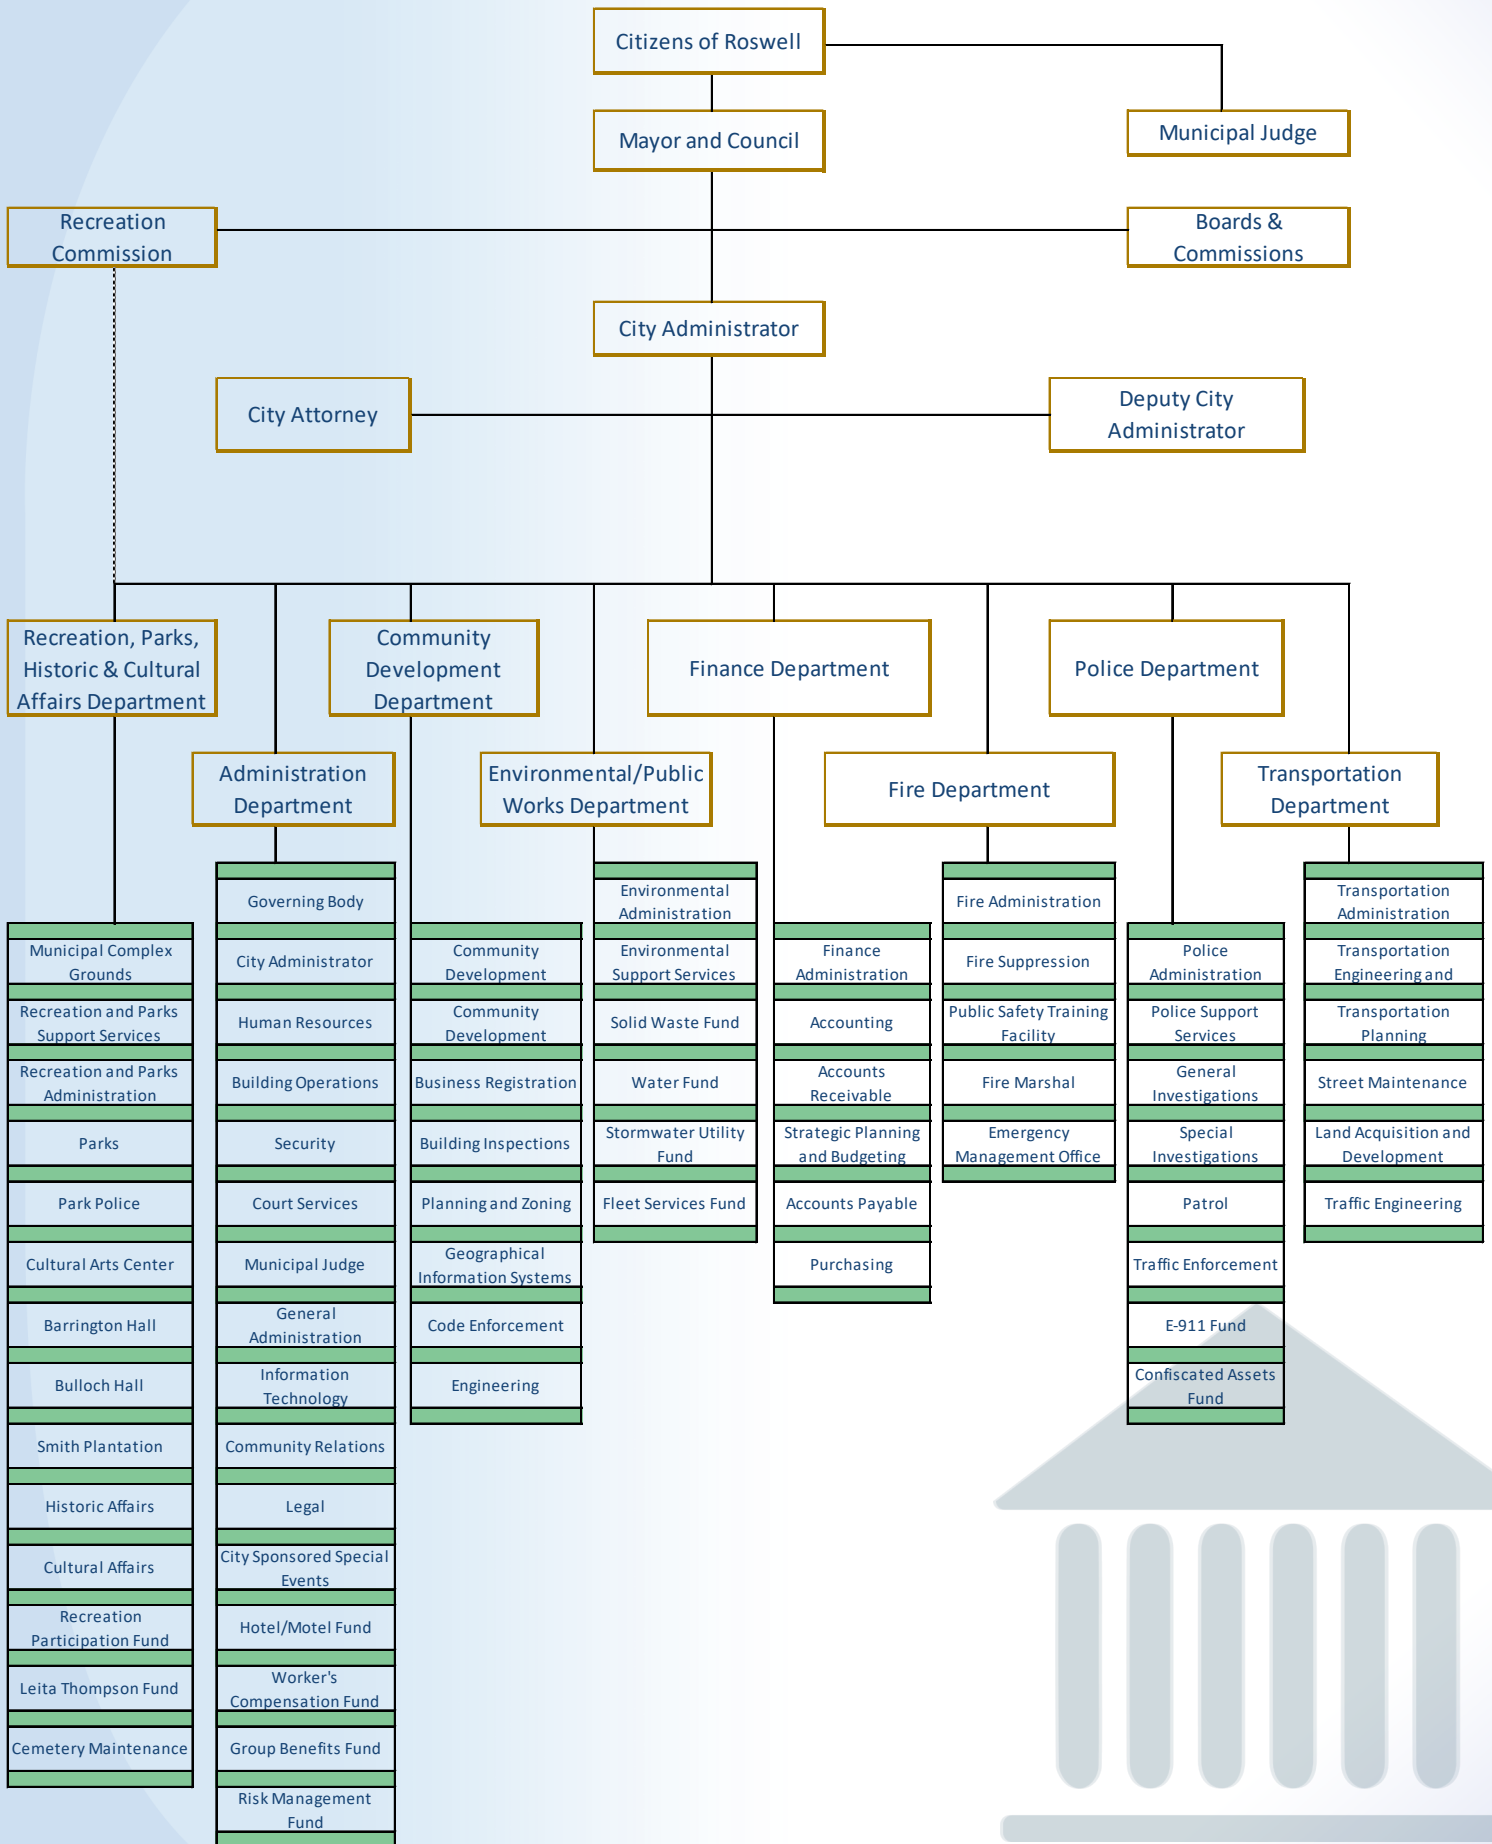 Citizens of Roswell
Mayor and Council
Municipal Judge
Recreation
Commission
Boards &
Commissions
City Administrator
City Attorney
Deputy City
Administrator
Recreation, Parks,
Historic & Cultural
Affairs Department
Community
Development
Department
Finance Department
Police Department
Administration
Department
Environmental/Public
Works Department
Fire Department
Transportation
Department
Municipal Complex
Grounds
Recreation and Parks
Support Services
Recreation and Parks
Administration
Parks
Park Police
Cultural Arts Center
Barrington Hall
Bulloch Hall
Smith Plantation
Historic Affairs
Cultural Affairs
Recreation
Participation Fund
Leita Thompson Fund
Cemetery Maintenance
Governing Body
City Administrator
Human Resources
Building Operations
Security
Court Services
Municipal Judge
General
Administration
Information
Technology
Community Relations
Legal
City Sponsored Special
Events
Hotel/Motel Fund
Worker's
Compensation Fund
Group Benefits Fund
Risk Management
Fund
Community
Development
Community
Development
Business Registration
Building Inspections
Planning and Zoning
Geographical
Information Systems
Code Enforcement
Engineering
Environmental
Administration
Environmental
Support Services
Solid Waste Fund
Water Fund
Stormwater Utility
Fund
Fleet Services Fund
Finance
Administration
Accounting
Accounts
Receivable
Strategic Planning
and Budgeting
Accounts Payable
Purchasing
Fire Administration
Fire Suppression
Public Safety Training
Facility
Fire Marshal
Emergency
Management Office
Police
Administration
Police Support
Services
General
Investigations
Special
Investigations
Patrol
Traffic Enforcement
E-911 Fund
Confiscated Assets
Fund
Transportation
Administration
Transportation
Engineering and
Transportation
Planning
Street Maintenance
Land Acquisition and
Development
Traffic Engineering